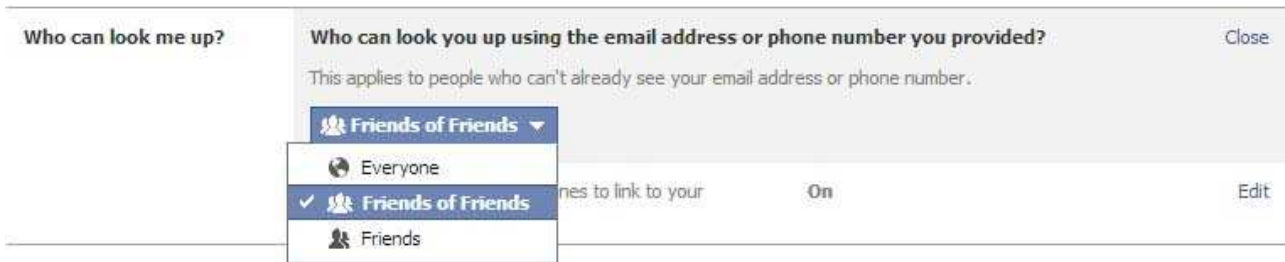 Who can look me up?
Who can look you up using the email address or phone number you provided?
Close
This applies to people who can't already see your email address or phone number.
Friends of Friends
Everyone
Friends of Friends
to link to your
On
Edit
Friends